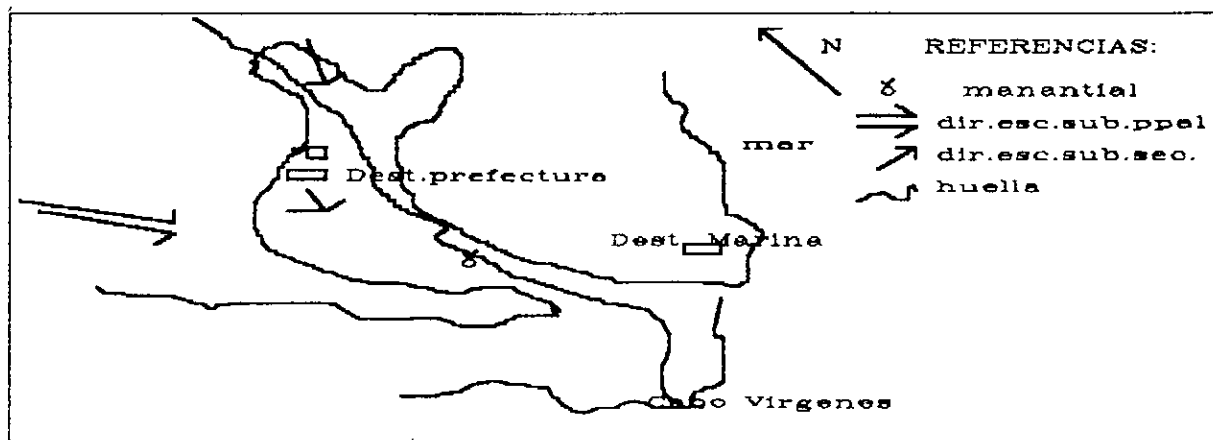 N REFERENCIAS:
manantial
dir.esc.sub.ppal
dir.esc.sub.sec.
huella
mar
Dest.prefectura
Dest. Marina
Cabo Virgenes